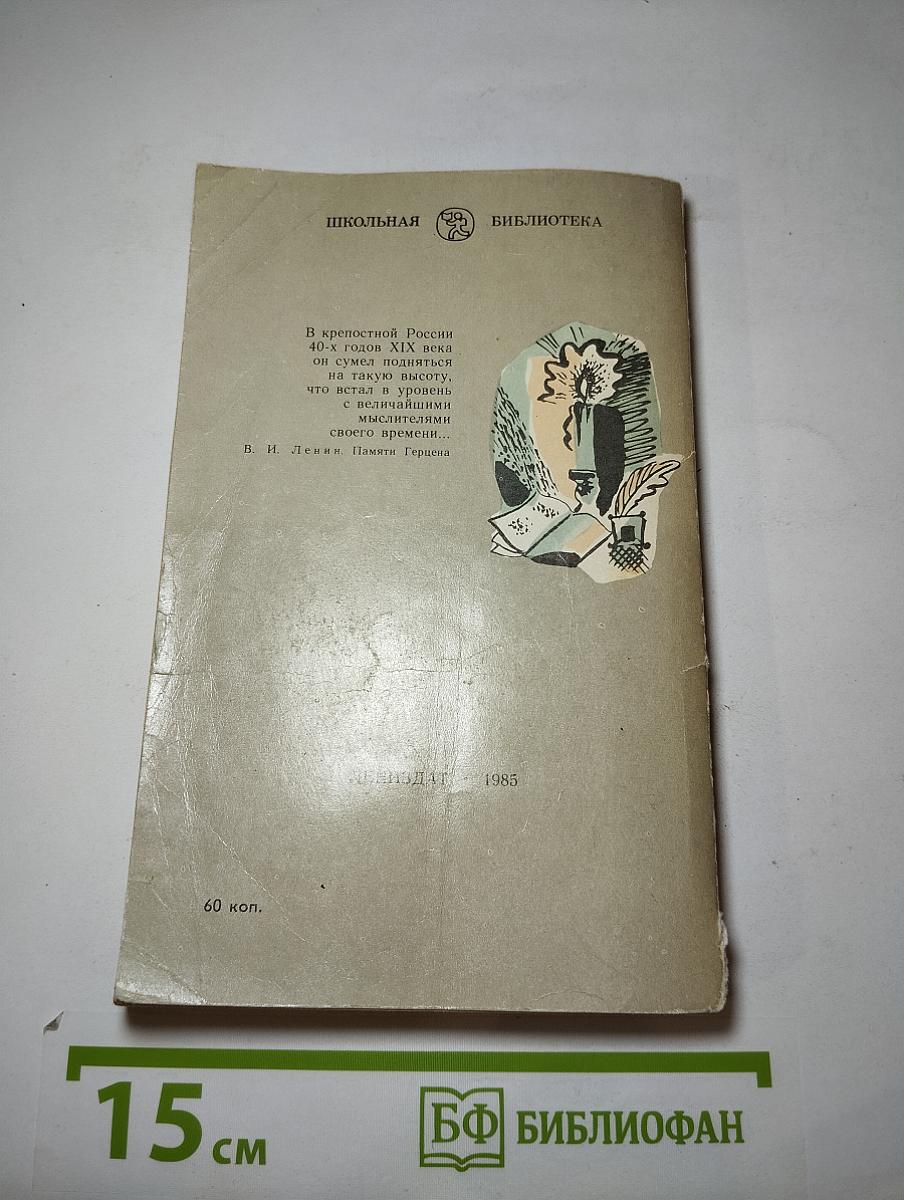 ШКОЛЬНАЯ БИБЛИОТЕКА
В крепостной России
40-х годов XIX века
он сумел подняться
на такую высоту,
что встал в уровень
с величайшими
мыслителями
своего времени...
В. И. Ленин. Памяти Герцена
ЛЕНИЗДАТ · 1985
60 коп.
15 см
БФ БИБЛИОФАН